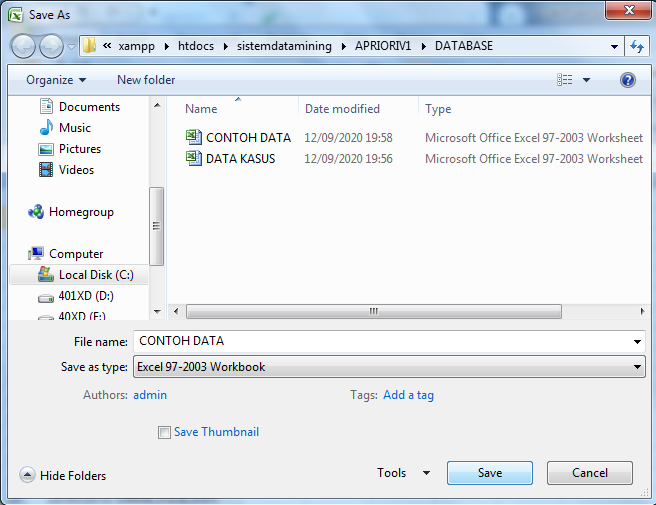 Save As
« xampp ▸ htdocs ▸ sistemdatamining ▸ APRIORIV1 ▸ DATABASE
Organize New folder
Name Date modified Type
Documents
Music
Pictures
Videos
Homegroup
Computer
Local Disk (C:)
401XD (D:)
40XD (E:)
CONTOH DATA 12/09/2020 19:58 Microsoft Office Excel 97-2003 Worksheet
DATA KASUS 12/09/2020 19:56 Microsoft Office Excel 97-2003 Worksheet
File name: CONTOH DATA
Save as type: Excel 97-2003 Workbook
Authors: admin Tags: Add a tag
Save Thumbnail
Hide Folders Tools Save Cancel